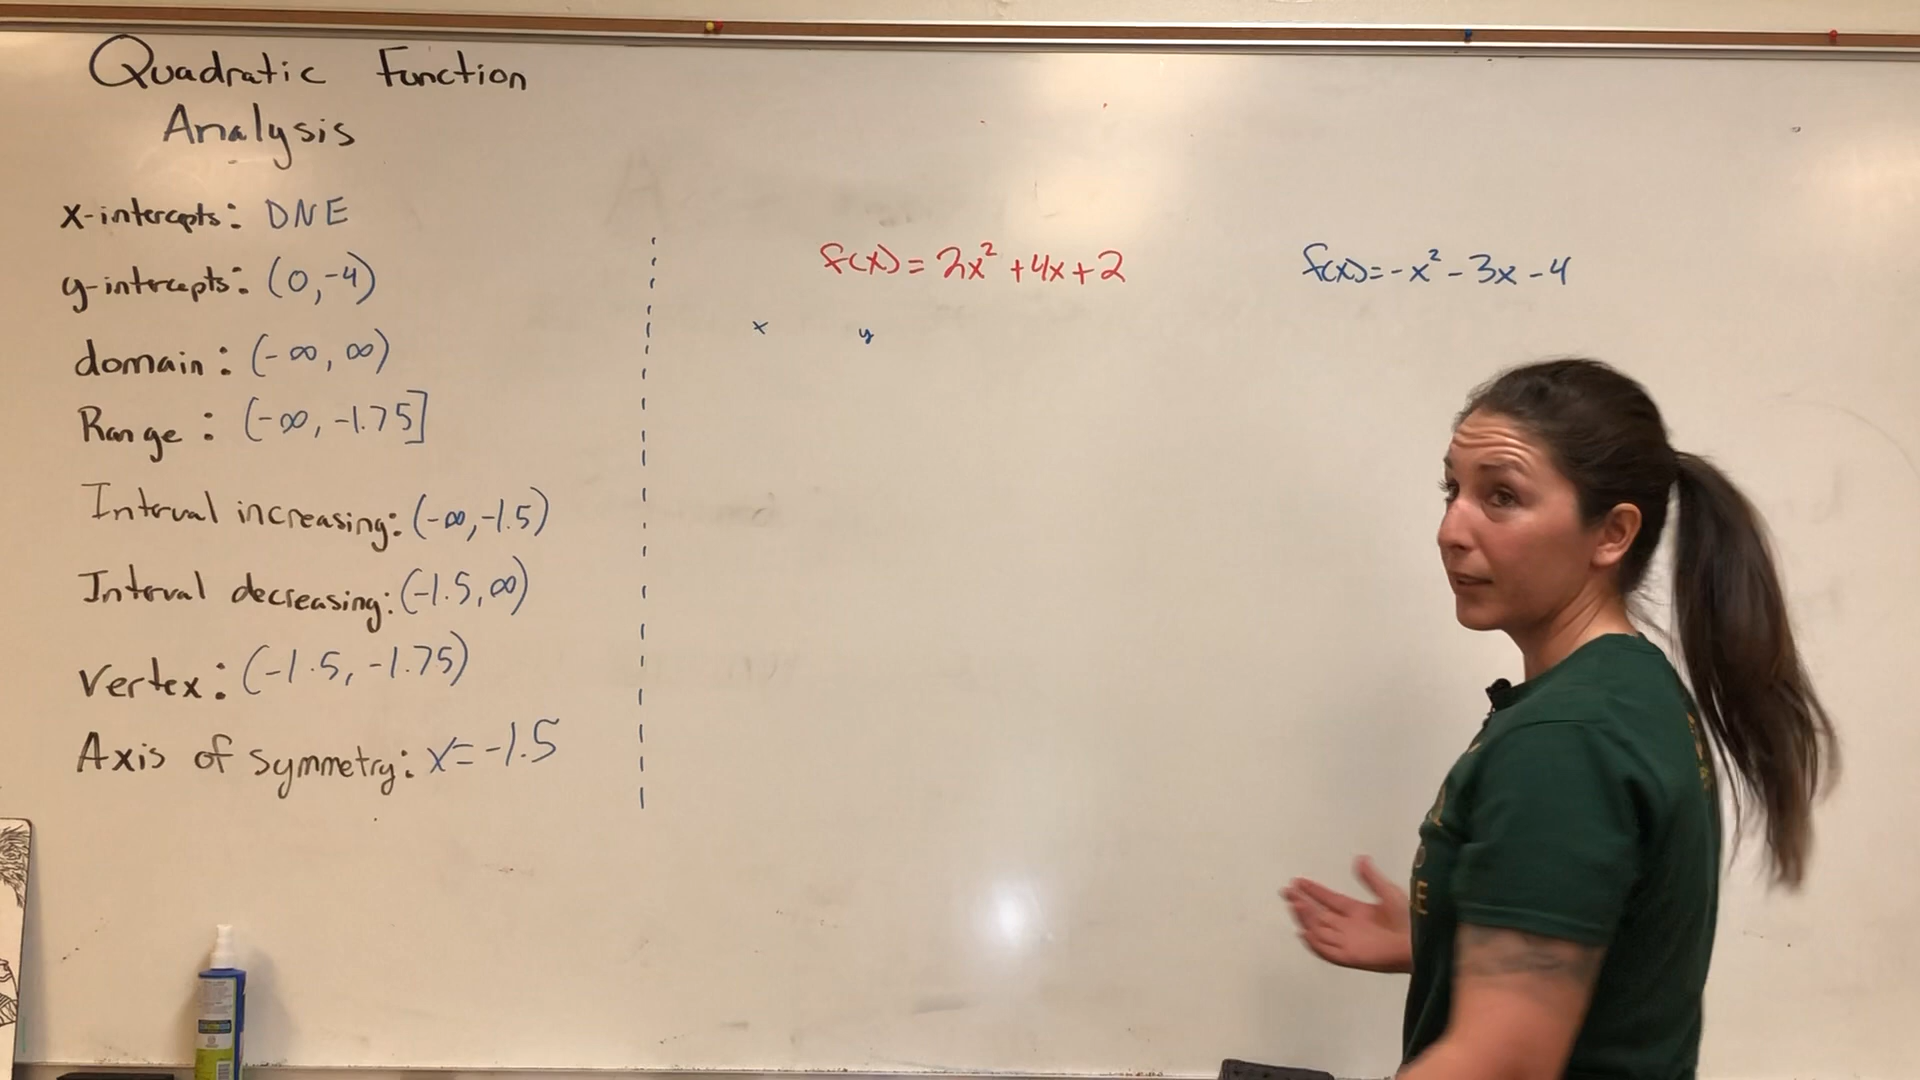 Quadratic Function
Analysis
x-intercepts: DNE
y-intercepts: (0,-4)
domain: (-∞, ∞)
Range: (-∞, -1.75]
Interval increasing: (-∞,-1.5)
Interval decreasing: (-1.5,∞)
Vertex: (-1.5, -1.75)
Axis of symmetry: x=-1.5
f(x) = 2x² +4x+2
x y
f(x)=-x² -3x -4